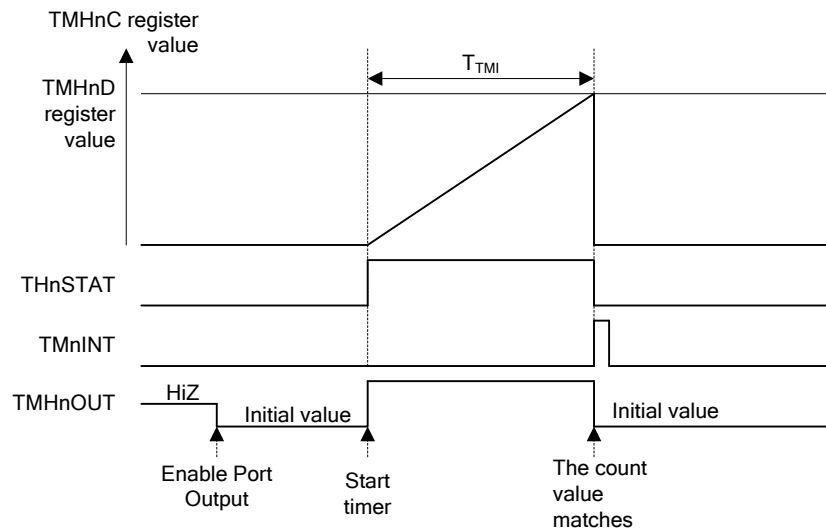 TMHnC register
value
TMHnD
register
value
TTMI
THnSTAT
TMnINT
TMHnOUT
HiZ
Initial value
Initial value
Enable Port
Output
Start
timer
The count
value
matches